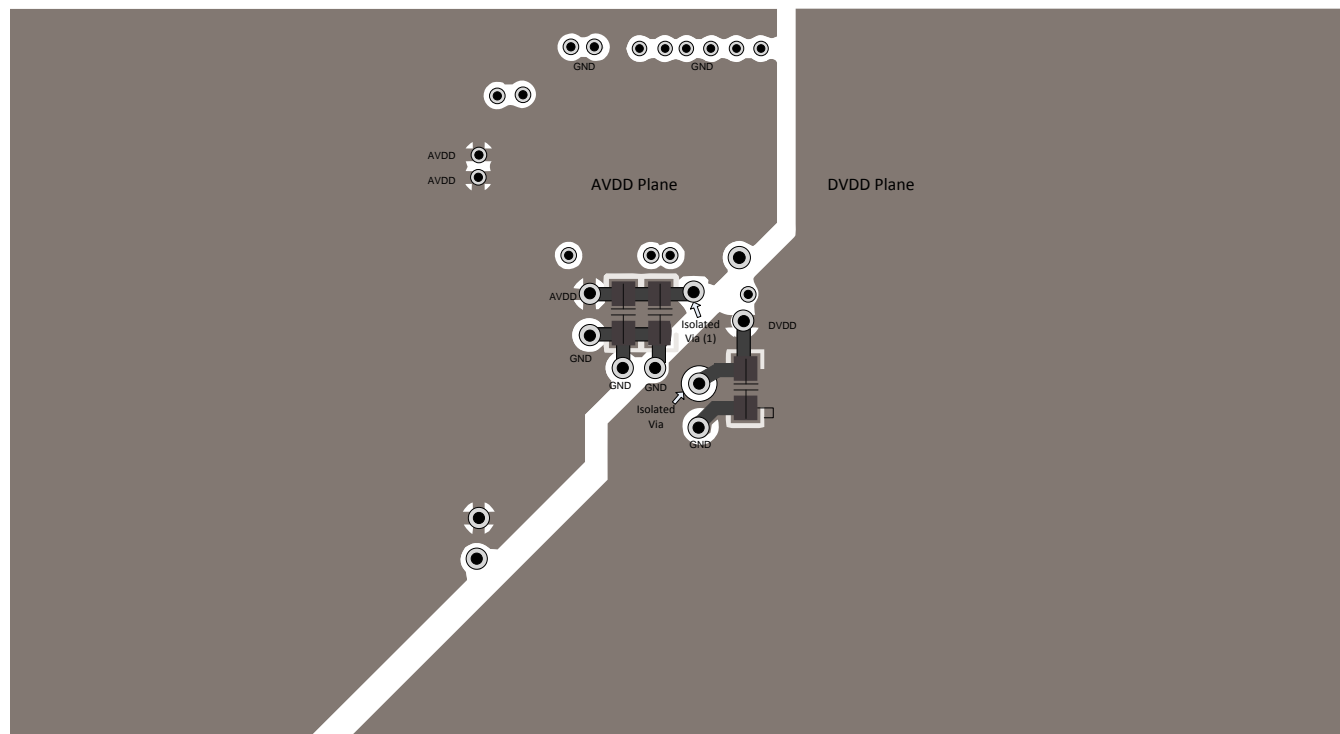 GND
GND
AVDD
AVDD
AVDD Plane
DVDD Plane
AVDD
Isolated
Via (1)
DVDD
GND
GND
GND
Isolated
Via
GND